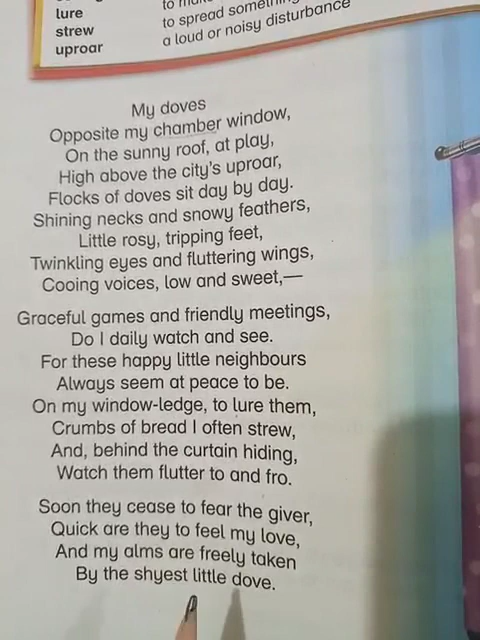 lure
to spread something
strew
a loud or noisy disturbance
uproar
My doves
Opposite my chamber window,
On the sunny roof, at play,
High above the city's uproar,
Flocks of doves sit day by day.
Shining necks and snowy feathers,
Little rosy, tripping feet,
Twinkling eyes and fluttering wings,
Cooing voices, low and sweet,—
Graceful games and friendly meetings,
Do I daily watch and see.
For these happy little neighbours
Always seem at peace to be.
On my window-ledge, to lure them,
Crumbs of bread I often strew,
And, behind the curtain hiding,
Watch them flutter to and fro.
Soon they cease to fear the giver,
Quick are they to feel my love,
And my alms are freely taken
By the shyest little dove.